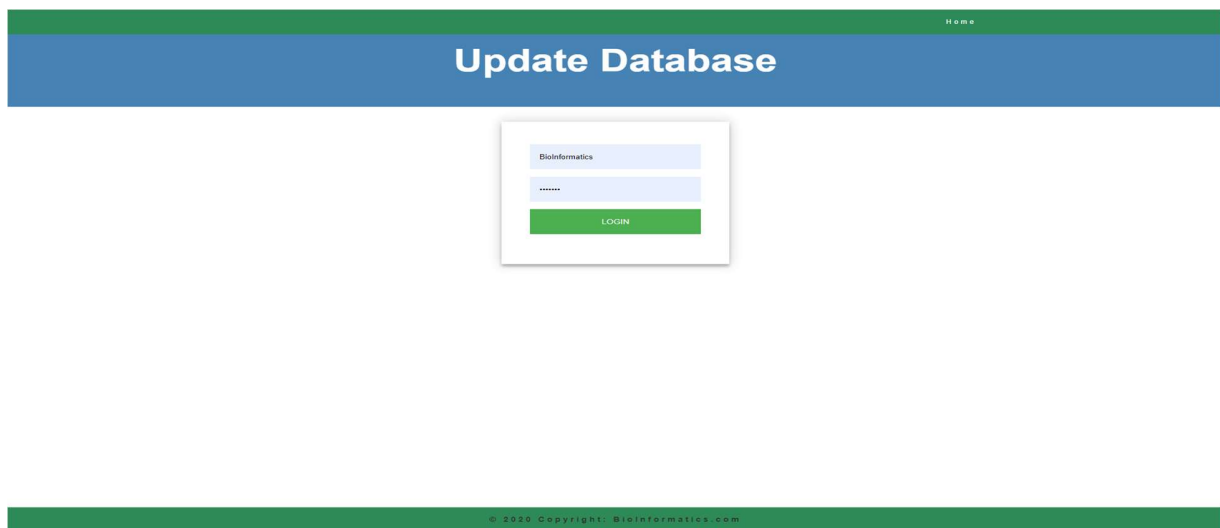 Home
Update Database
BioInformatics
•••••••
LOGIN
© 2020 Copyright: BioInformatics.com